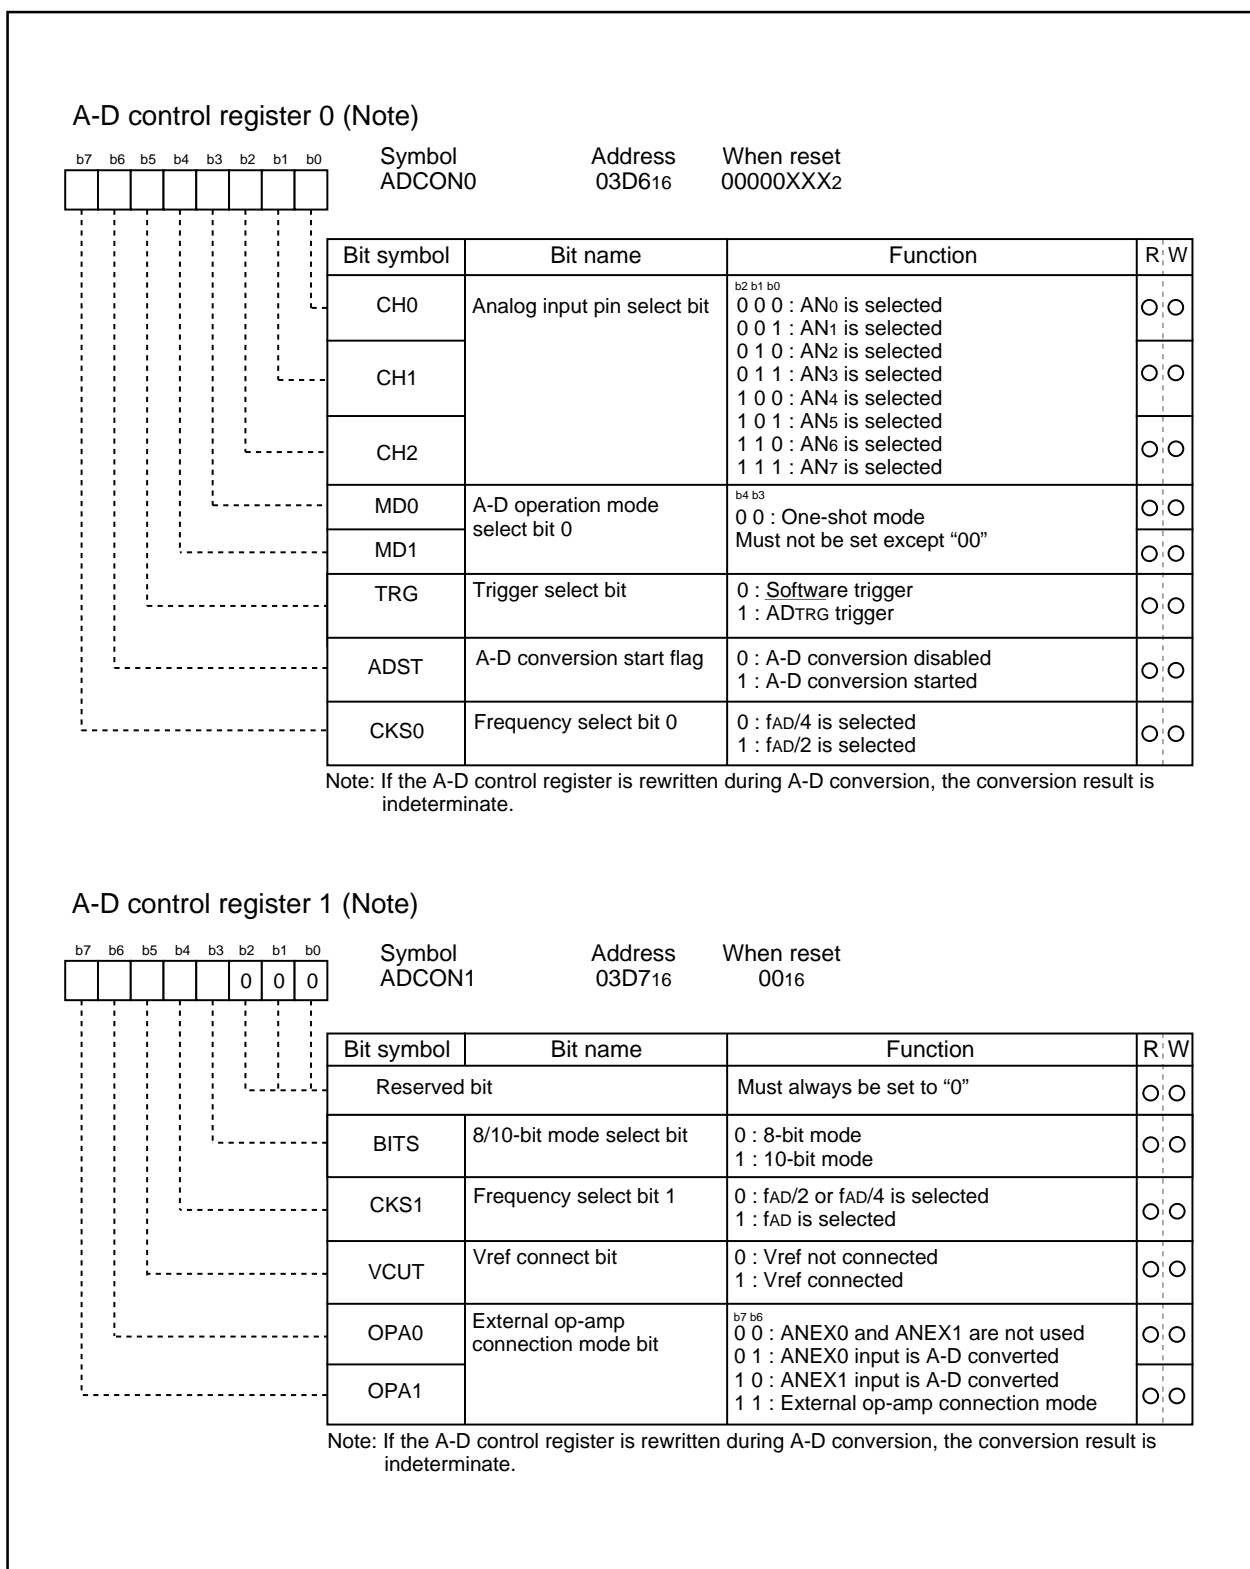 A-D control register 0 (Note)
b7 b6 b5 b4 b3 b2 b1 b0
Symbol Address When reset
ADCON0 03D616 00000XXX2
Bit symbol Bit name Function R W
CH0 Analog input pin select bit
b2 b1 b0
0 0 0 : AN0 is selected
0 0 1 : AN1 is selected
0 1 0 : AN2 is selected
CH1
0 1 1 : AN3 is selected
1 0 0 : AN4 is selected
1 0 1 : AN5 is selected
CH2
1 1 0 : AN6 is selected
1 1 1 : AN7 is selected
MD0 A-D operation mode
select bit 0
b4 b3
0 0 : One-shot mode
Must not be set except “00”
MD1
TRG Trigger select bit 0 : Software trigger
1 : ADTRG trigger
ADST A-D conversion start flag 0 : A-D conversion disabled
1 : A-D conversion started
CKS0 Frequency select bit 0 0 : fAD/4 is selected
1 : fAD/2 is selected
Note: If the A-D control register is rewritten during A-D conversion, the conversion result is
indeterminate.
A-D control register 1 (Note)
b7 b6 b5 b4 b3 b2 b1 b0
0 0 0
Symbol Address When reset
ADCON1 03D716 0016
Bit symbol Bit name Function R W
Reserved bit Must always be set to “0”
BITS 8/10-bit mode select bit 0 : 8-bit mode
1 : 10-bit mode
CKS1 Frequency select bit 1 0 : fAD/2 or fAD/4 is selected
1 : fAD is selected
VCUT Vref connect bit 0 : Vref not connected
1 : Vref connected
OPA0 External op-amp
connection mode bit
b7 b6
0 0 : ANEX0 and ANEX1 are not used
0 1 : ANEX0 input is A-D converted
OPA1
1 0 : ANEX1 input is A-D converted
1 1 : External op-amp connection mode
Note: If the A-D control register is rewritten during A-D conversion, the conversion result is
indeterminate.